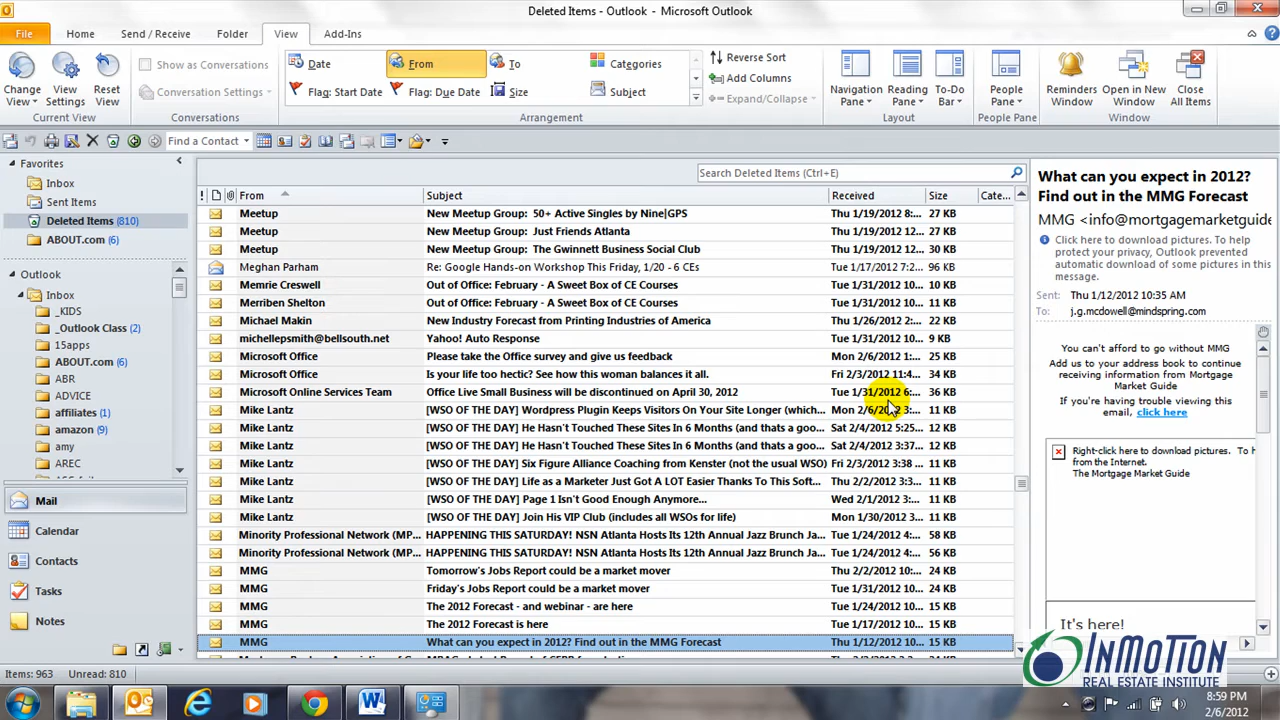 Deleted Items - Outlook - Microsoft Outlook
File Home Send / Receive Folder View Add-Ins
Change View View Settings Reset View
Current View
Show as Conversations
Conversation Settings
Conversations
Date From To Categories
Flag: Start Date Flag: Due Date Size Subject
Arrangement
Reverse Sort
Add Columns
Expand/Collapse
Navigation Pane Reading Pane To-Do Bar
Layout
People Pane
People Pane
Reminders Window Open in New Window Close All Items
Window
Find a Contact
Favorites
Inbox
Sent Items
Deleted Items (810)
ABOUT.com (6)
Outlook
Inbox
_KIDS
_Outlook Class (2)
15apps
ABOUT.com (6)
ABR
ADVICE
affiliates (1)
amazon (9)
amy
AREC
Mail
Calendar
Contacts
Tasks
Notes
Search Deleted Items (Ctrl+E)
From Subject Received Size Cate...
Meetup New Meetup Group: 50+ Active Singles by Nine|GPS Thu 1/19/2012 8:... 27 KB
Meetup New Meetup Group: Just Friends Atlanta Thu 1/19/2012 12... 27 KB
Meetup New Meetup Group: The Gwinnett Business Social Club Thu 1/19/2012 12... 30 KB
Meghan Parham Re: Google Hands-on Workshop This Friday, 1/20 - 6 CEs Tue 1/17/2012 7:2... 96 KB
Memrie Creswell Out of Office: February - A Sweet Box of CE Courses Tue 1/31/2012 10... 10 KB
Merriben Shelton Out of Office: February - A Sweet Box of CE Courses Tue 1/31/2012 10... 12 KB
Michael Makin New Industry Forecast from Printing Industries of America Thu 1/26/2012 2:... 22 KB
michellepsmith@bellsouth.net Yahoo! Auto Response Tue 1/31/2012 10... 9 KB
Microsoft Office Please take the Office survey and give us feedback Mon 2/6/2012 1:... 25 KB
Microsoft Office Is your life too hectic? See how this woman balances it all. Fri 2/3/2012 11:4... 34 KB
Microsoft Online Services Team Office Live Small Business will be discontinued on April 30, 2012 Tue 1/31/2012 6:... 36 KB
Mike Lantz [WSO OF THE DAY] Wordpress Plugin Keeps Visitors On Your Site Longer (which... Mon 2/6/2012 3:... 11 KB
Mike Lantz [WSO OF THE DAY] He Hasn't Touched These Sites In 6 Months (and thats a goo... Sat 2/4/2012 5:25... 12 KB
Mike Lantz [WSO OF THE DAY] He Hasn't Touched These Sites In 6 Months (and thats a goo... Sat 2/4/2012 3:37... 12 KB
Mike Lantz [WSO OF THE DAY] Six Figure Alliance Coaching from Kenster (not the usual WSO) Fri 2/3/2012 3:38 ... 11 KB
Mike Lantz [WSO OF THE DAY] Life as a Marketer Just Got A LOT Easier Thanks To This Soft... Thu 2/2/2012 3:3... 11 KB
Mike Lantz [WSO OF THE DAY] Page 1 Isn't Good Enough Anymore... Wed 2/1/2012 3:... 11 KB
Mike Lantz [WSO OF THE DAY] Join His VIP Club (includes all WSOs for life) Mon 1/30/2012 3... 11 KB
Minority Professional Network (MP... HAPPENING THIS SATURDAY! NSN Atlanta Hosts Its 12th Annual Jazz Brunch Ja... Tue 1/24/2012 4:... 58 KB
Minority Professional Network (MP... HAPPENING THIS SATURDAY! NSN Atlanta Hosts Its 12th Annual Jazz Brunch Ja... Tue 1/24/2012 4:... 56 KB
MMG Tomorrow's Jobs Report could be a market mover Thu 2/2/2012 10:... 15 KB
MMG Friday's Jobs Report could be a market mover Tue 1/31/2012 10... 15 KB
MMG The 2012 Forecast - and webinar - are here Tue 1/24/2012 10... 15 KB
MMG The 2012 Forecast is here Tue 1/17/2012 10... 15 KB
MMG What can you expect in 2012? Find out in the MMG Forecast Thu 1/12/2012 10... 15 KB
What can you expect in 2012?
Find out in the MMG Forecast
MMG <info@mortgagemarketguide
Click here to download pictures. To help
protect your privacy, Outlook prevented
automatic download of some pictures in this
message.
Sent: Thu 1/12/2012 10:35 AM
To: j.g.mcdowell@mindspring.com
You can't afford to go without MMG
Add us to your address book to continue
receiving information from Mortgage
Market Guide
If you're having trouble viewing this
email, click here
Right-click here to download pictures. To h
from the Internet.
The Mortgage Market Guide
It's here!
INMOTION
REAL ESTATE INSTITUTE
Items: 963 Unread: 810
8:59 PM
2/6/2012